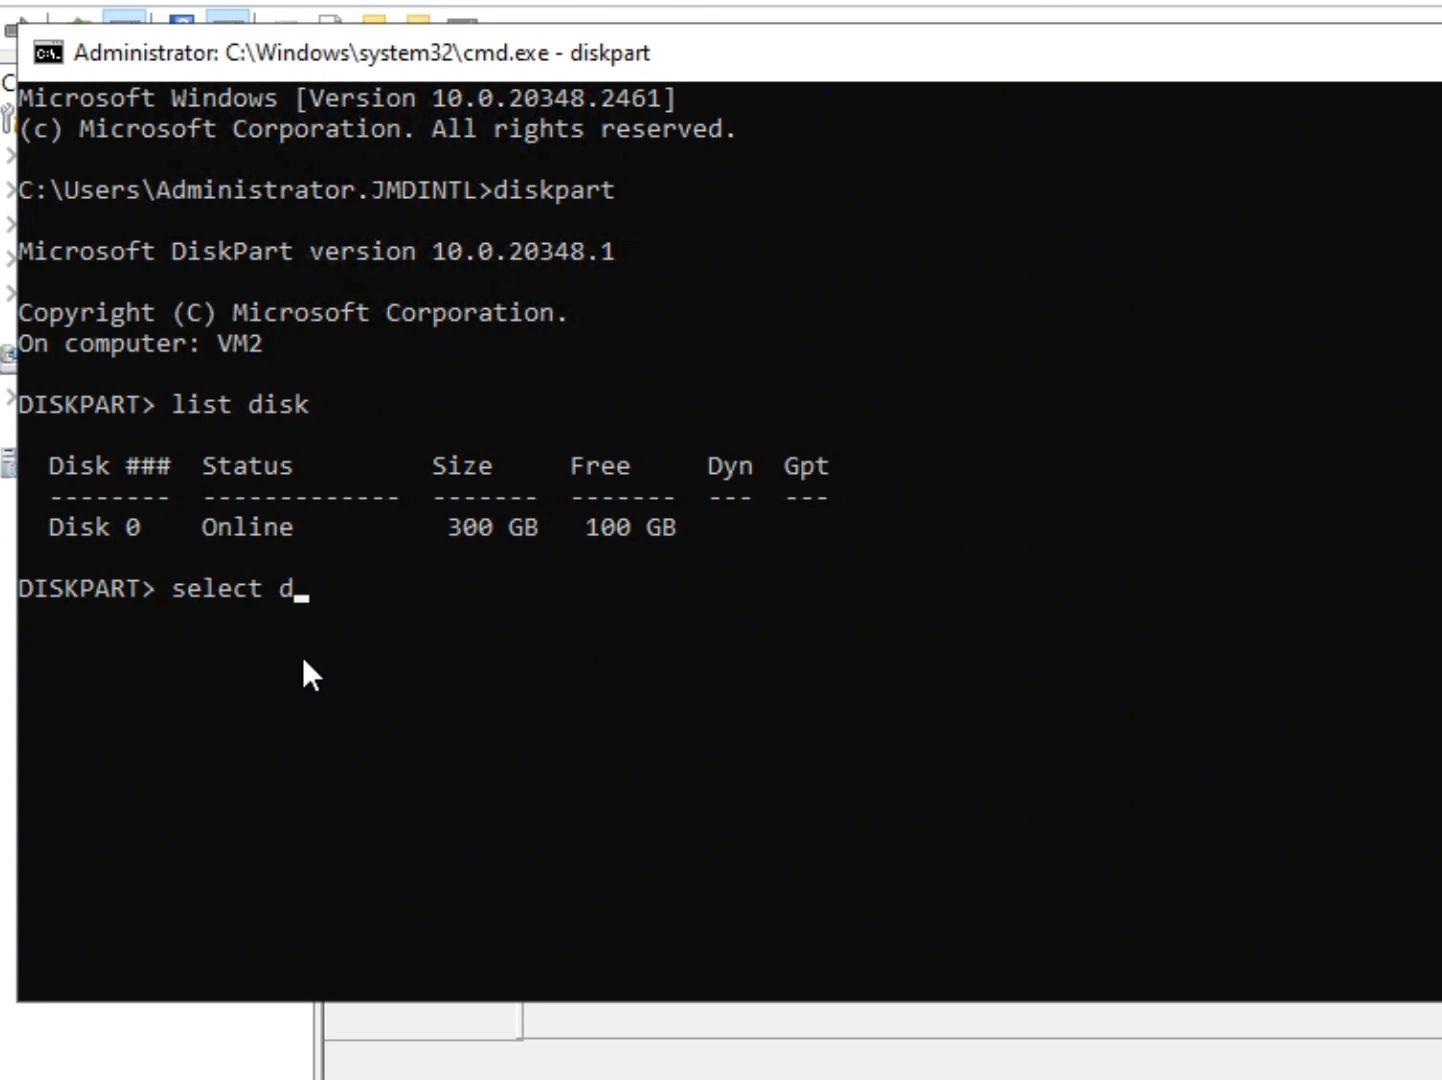 Administrator: C:\Windows\system32\cmd.exe - diskpart
Microsoft Windows [Version 10.0.20348.2461]
(c) Microsoft Corporation. All rights reserved.
C:\Users\Administrator.JMDINTL>diskpart
Microsoft DiskPart version 10.0.20348.1
Copyright (C) Microsoft Corporation.
On computer: VM2
DISKPART> list disk
Disk ###  Status         Size     Free     Dyn  Gpt
--------  -------------  -------  -------  ---  ---
Disk 0    Online          300 GB   100 GB
DISKPART> select d_